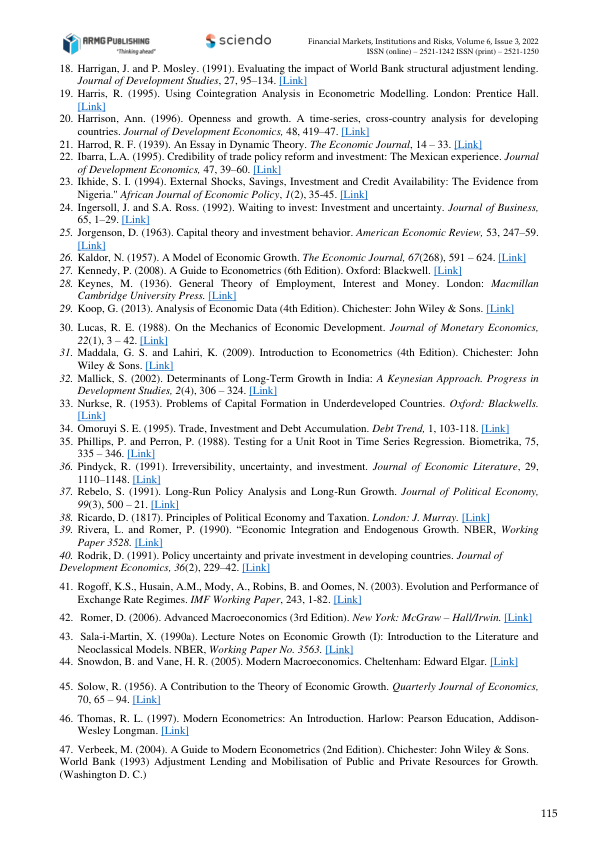 ARMG PUBLISHING
"Thinking ahead"
sciendo
Financial Markets, Institutions and Risks, Volume 6, Issue 3, 2022
ISSN (online) – 2521-1242 ISSN (print) – 2521-1250
18. Harrigan, J. and P. Mosley. (1991). Evaluating the impact of World Bank structural adjustment lending.
Journal of Development Studies, 27, 95–134. [Link]
19. Harris, R. (1995). Using Cointegration Analysis in Econometric Modelling. London: Prentice Hall.
[Link]
20. Harrison, Ann. (1996). Openness and growth. A time-series, cross-country analysis for developing
countries. Journal of Development Economics, 48, 419–47. [Link]
21. Harrod, R. F. (1939). An Essay in Dynamic Theory. The Economic Journal, 14 – 33. [Link]
22. Ibarra, L.A. (1995). Credibility of trade policy reform and investment: The Mexican experience. Journal
of Development Economics, 47, 39–60. [Link]
23. Ikhide, S. I. (1994). External Shocks, Savings, Investment and Credit Availability: The Evidence from
Nigeria." African Journal of Economic Policy, 1(2), 35-45. [Link]
24. Ingersoll, J. and S.A. Ross. (1992). Waiting to invest: Investment and uncertainty. Journal of Business,
65, 1–29. [Link]
25. Jorgenson, D. (1963). Capital theory and investment behavior. American Economic Review, 53, 247–59.
[Link]
26. Kaldor, N. (1957). A Model of Economic Growth. The Economic Journal, 67(268), 591 – 624. [Link]
27. Kennedy, P. (2008). A Guide to Econometrics (6th Edition). Oxford: Blackwell. [Link]
28. Keynes, M. (1936). General Theory of Employment, Interest and Money. London: Macmillan
Cambridge University Press. [Link]
29. Koop, G. (2013). Analysis of Economic Data (4th Edition). Chichester: John Wiley & Sons. [Link]
30. Lucas, R. E. (1988). On the Mechanics of Economic Development. Journal of Monetary Economics,
22(1), 3 – 42. [Link]
31. Maddala, G. S. and Lahiri, K. (2009). Introduction to Econometrics (4th Edition). Chichester: John
Wiley & Sons. [Link]
32. Mallick, S. (2002). Determinants of Long-Term Growth in India: A Keynesian Approach. Progress in
Development Studies, 2(4), 306 – 324. [Link]
33. Nurkse, R. (1953). Problems of Capital Formation in Underdeveloped Countries. Oxford: Blackwells.
[Link]
34. Omoruyi S. E. (1995). Trade, Investment and Debt Accumulation. Debt Trend, 1, 103-118. [Link]
35. Phillips, P. and Perron, P. (1988). Testing for a Unit Root in Time Series Regression. Biometrika, 75,
335 – 346. [Link]
36. Pindyck, R. (1991). Irreversibility, uncertainty, and investment. Journal of Economic Literature, 29,
1110–1148. [Link]
37. Rebelo, S. (1991). Long-Run Policy Analysis and Long-Run Growth. Journal of Political Economy,
99(3), 500 – 21. [Link]
38. Ricardo, D. (1817). Principles of Political Economy and Taxation. London: J. Murray. [Link]
39. Rivera, L. and Romer, P. (1990). “Economic Integration and Endogenous Growth. NBER, Working
Paper 3528. [Link]
40. Rodrik, D. (1991). Policy uncertainty and private investment in developing countries. Journal of
Development Economics, 36(2), 229–42. [Link]
41. Rogoff, K.S., Husain, A.M., Mody, A., Robins, B. and Oomes, N. (2003). Evolution and Performance of
Exchange Rate Regimes. IMF Working Paper, 243, 1-82. [Link]
42. Romer, D. (2006). Advanced Macroeconomics (3rd Edition). New York: McGraw – Hall/Irwin. [Link]
43. Sala-i-Martin, X. (1990a). Lecture Notes on Economic Growth (I): Introduction to the Literature and
Neoclassical Models. NBER, Working Paper No. 3563. [Link]
44. Snowdon, B. and Vane, H. R. (2005). Modern Macroeconomics. Cheltenham: Edward Elgar. [Link]
45. Solow, R. (1956). A Contribution to the Theory of Economic Growth. Quarterly Journal of Economics,
70, 65 – 94. [Link]
46. Thomas, R. L. (1997). Modern Econometrics: An Introduction. Harlow: Pearson Education, Addison-
Wesley Longman. [Link]
47. Verbeek, M. (2004). A Guide to Modern Econometrics (2nd Edition). Chichester: John Wiley & Sons.
World Bank (1993) Adjustment Lending and Mobilisation of Public and Private Resources for Growth.
(Washington D. C.)
115